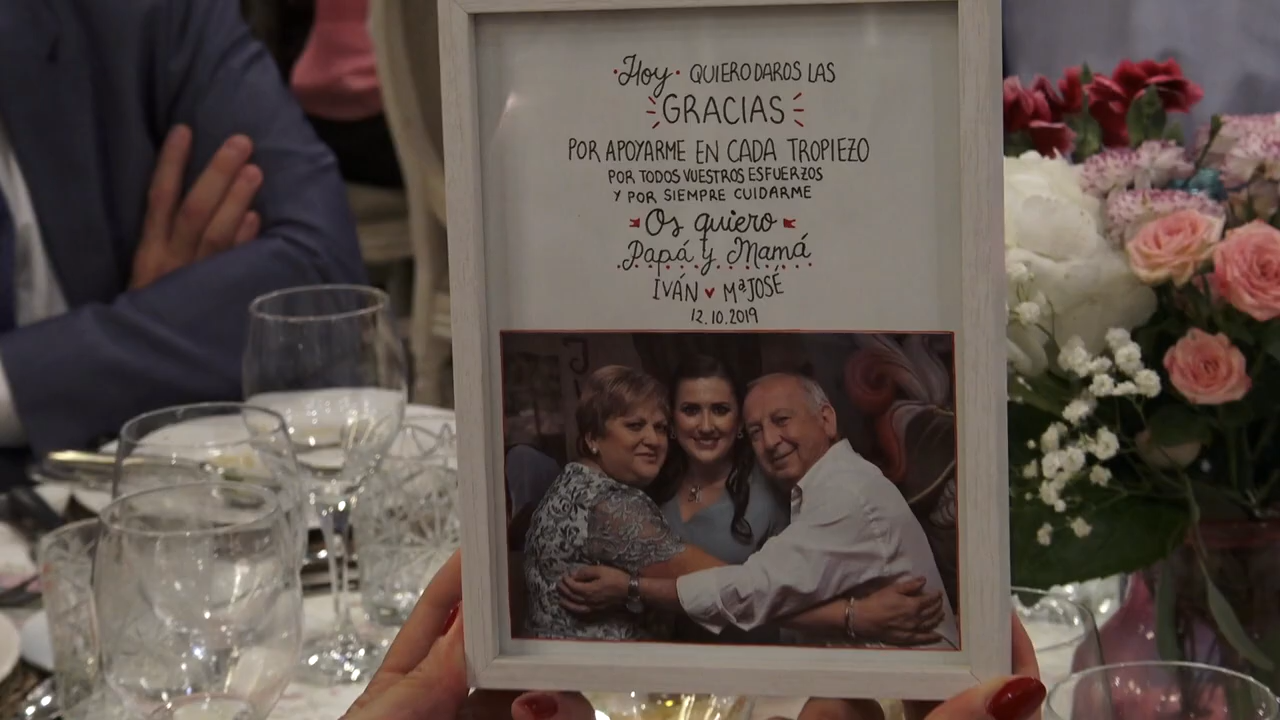 Hoy QUIERO DAROS LAS
GRACIAS
POR APOYARME EN CADA TROPIEZO
POR TODOS VUESTROS ESFUERZOS
Y POR SIEMPRE CUIDARME
Os quiero
Papá y Mamá
IVÁN ♥ MªJOSÉ
12.10.2019